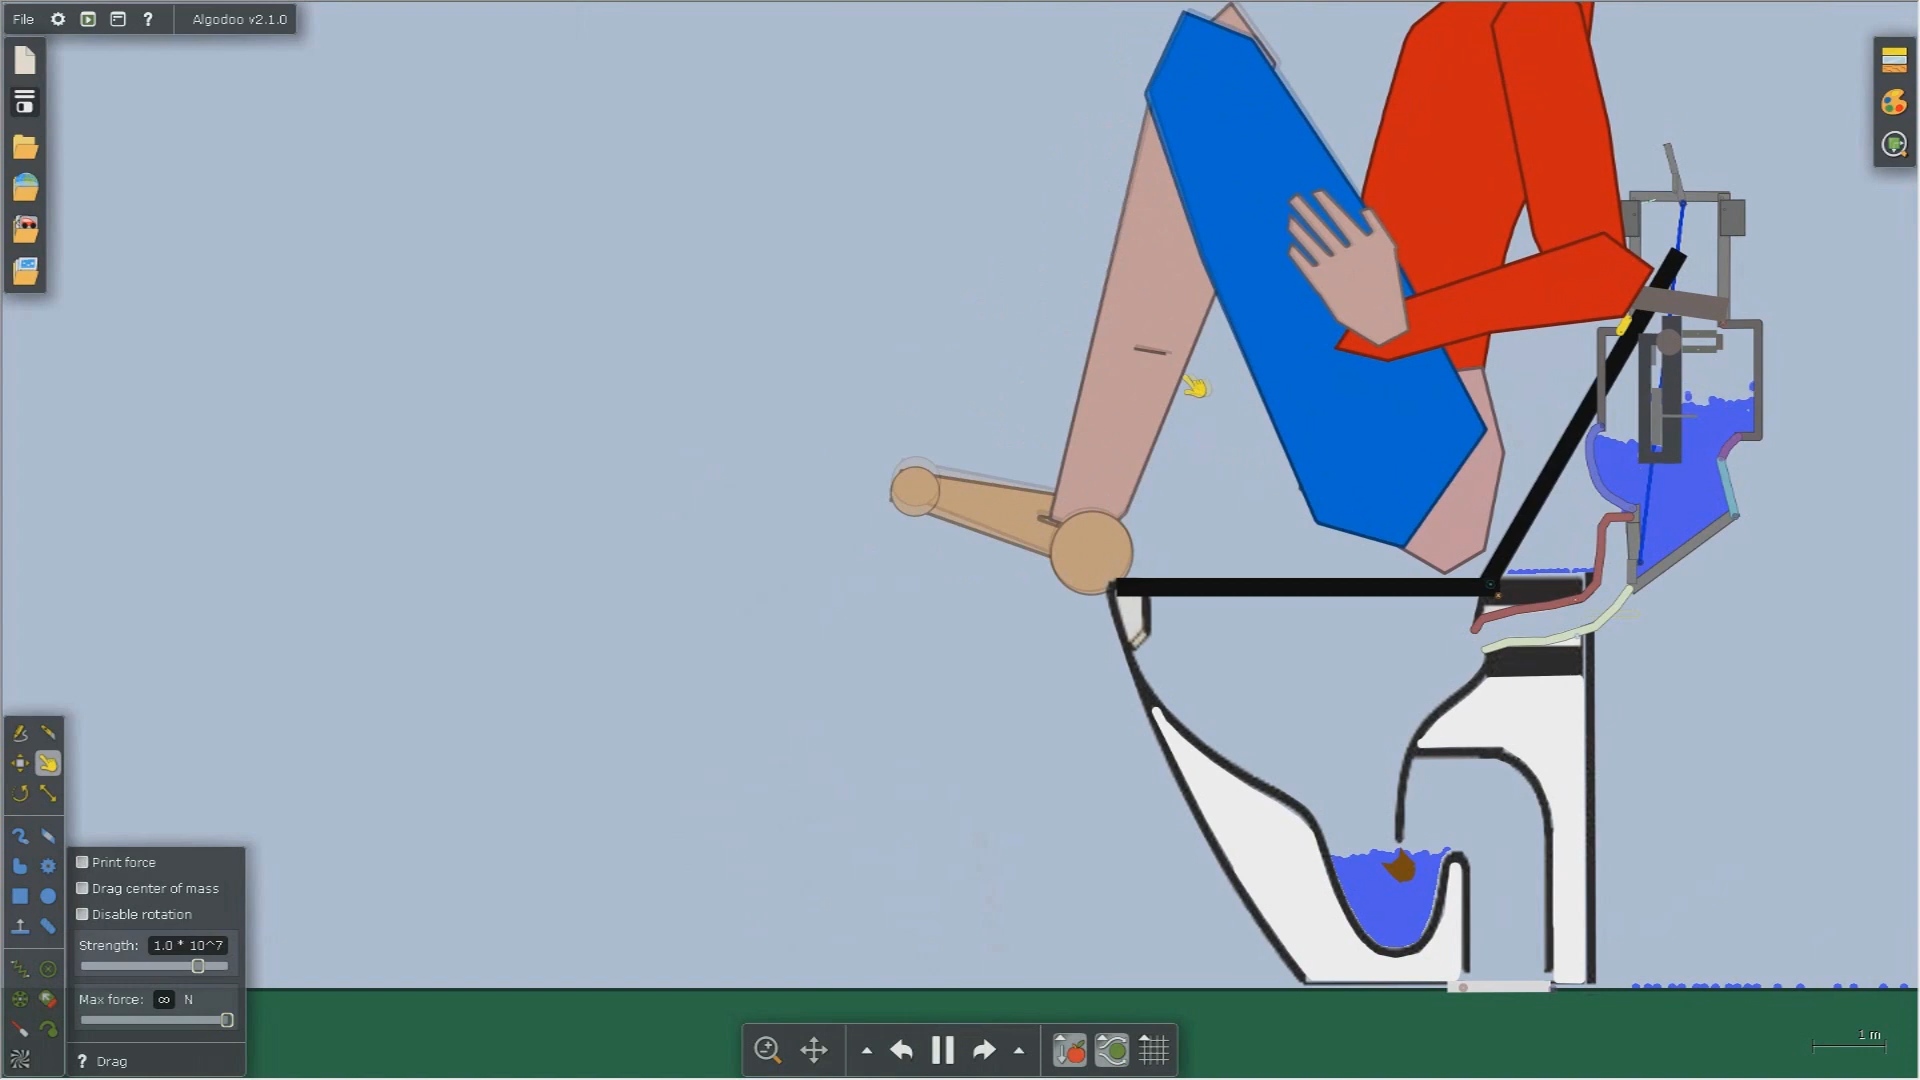 File ? Algodoo v2.1.0
Print force
Drag center of mass
Disable rotation
Strength: 1.0 * 10^7
Max force: ∞ N
? Drag
1 m